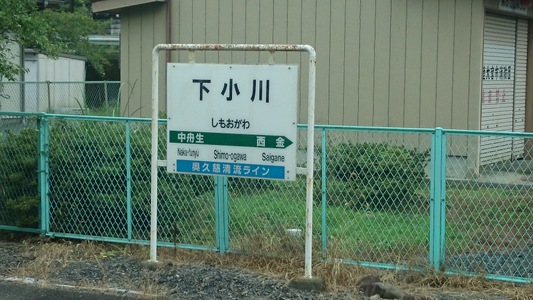 下小川
しもおがわ
中舟生 西金
Naka-funyū Shimo-ogawa Saigane
奥久慈清流ライン